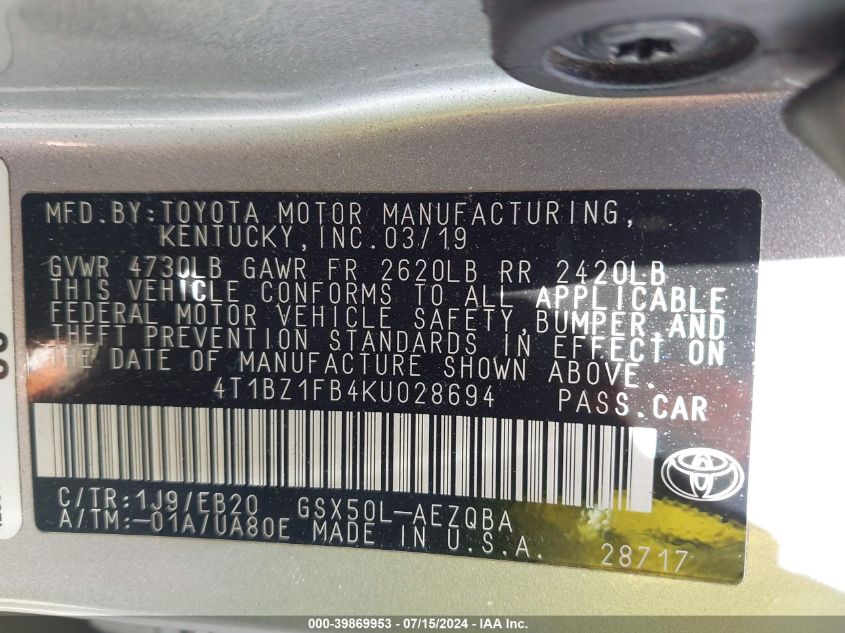 MFD.BY:TOYOTA MOTOR MANUFACTURING,
KENTUCKY,INC.03/19
GVWR 4730LB GAWR FR 2620LB RR 2420LB
THIS VEHICLE CONFORMS TO ALL APPLICABLE
FEDERAL MOTOR VEHICLE SAFETY,BUMPER,AND
THEFT PREVENTION STANDARDS IN EFFECT ON
THE DATE OF MANUFACTURE SHOWN ABOVE.
4T1BZ1FB4KU028694 PASS.CAR
C/TR:1J9/EB20 GSX50L-AEZQBA
A/TM:-01A/UA80E MADE IN U.S.A.
28717
000-39869953 - 07/15/2024 - IAAI.com